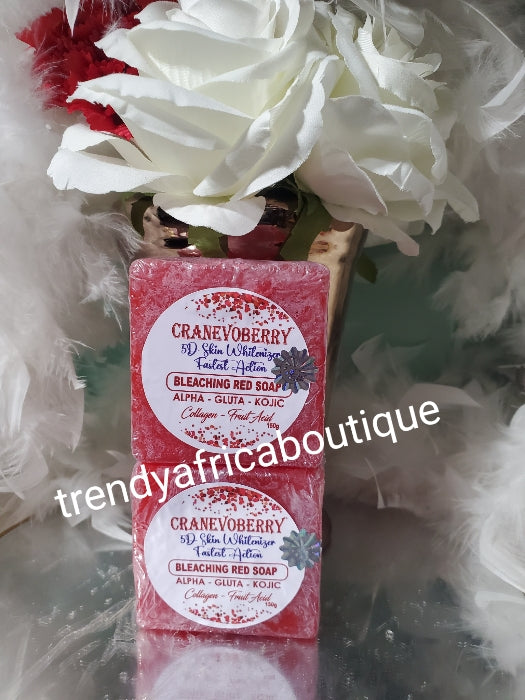 CRANEVOBERRY
5D Skin Whitenizer
Fastest Action
BLEACHING RED SOAP
ALPHA - GLUTA - KOJIC
Collagen - Fruit Acid
150g
trendyafricaboutique
CRANEVOBERRY
5D Skin Whitenizer
Fastest Action
BLEACHING RED SOAP
ALPHA - GLUTA - KOJIC
Collagen - Fruit Acid
150g